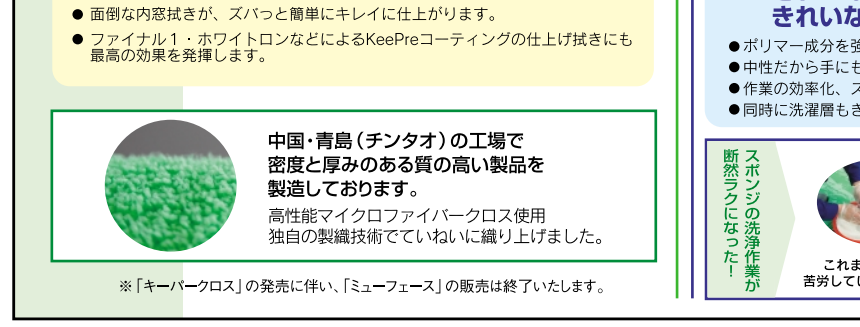 ● 面倒な内窓拭きが、ズバっと簡単にキレイに仕上がります。
● ファイナル1・ホワイトロンなどによるKeePreコーティングの仕上げ拭きにも
最高の効果を発揮します。
中国・青島（チンタオ）の工場で
密度と厚みのある質の高い製品を
製造しております。
高性能マイクロファイバークロス使用
独自の製織技術でていねいに織り上げました。
※「キーパークロス」の発売に伴い、「ミューフェース」の販売は終了いたします。
きれいな
●ポリマー成分を強
●中性だから手にも
●作業の効率化、ス
●同時に洗濯層もき
スポンジの洗浄作業が
断然ラクになった！
これま
苦労してい